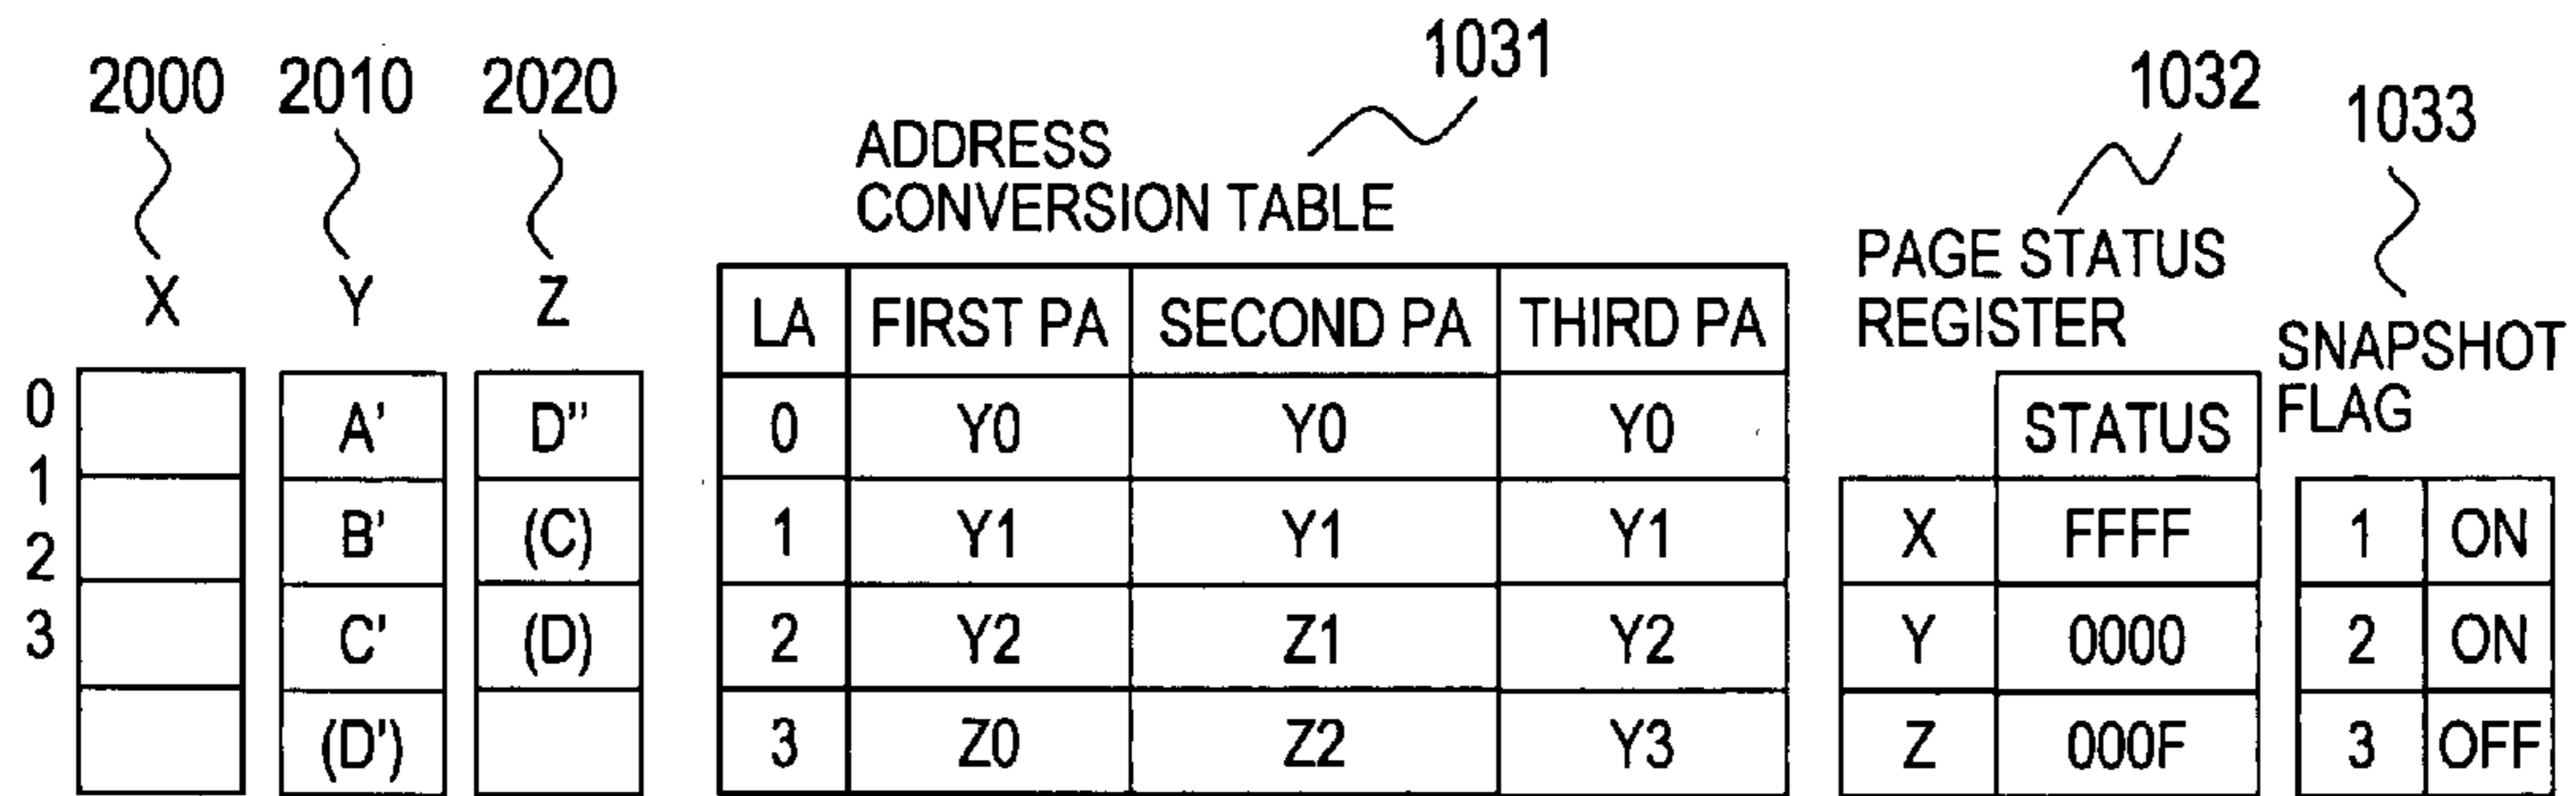 2000 2010 2020 1031 1032 1033
X Y Z
ADDRESS
CONVERSION TABLE
PAGE STATUS
REGISTER
SNAPSHOT
FLAG
LA FIRST PA SECOND PA THIRD PA
STATUS
0 A' D" 0 Y0 Y0 Y0
1 B' (C) 1 Y1 Y1 Y1 X FFFF 1 ON
2 C' (D) 2 Y2 Z1 Y2 Y 0000 2 ON
3 (D') 3 Z0 Z2 Y3 Z 000F 3 OFF